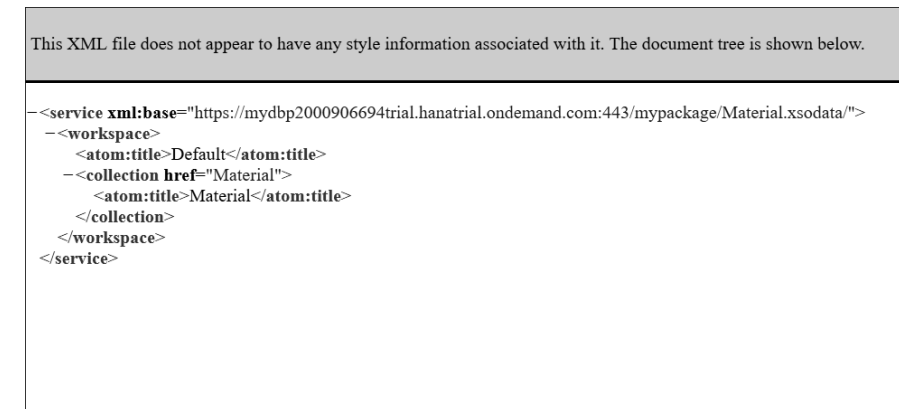 This XML file does not appear to have any style information associated with it. The document tree is shown below.
−<service xml:base="https://mydbp2000906694trial.hanatrial.ondemand.com:443/mypackage/Material.xsodata/">
−<workspace>
<atom:title>Default</atom:title>
−<collection href="Material">
<atom:title>Material</atom:title>
</collection>
</workspace>
</service>